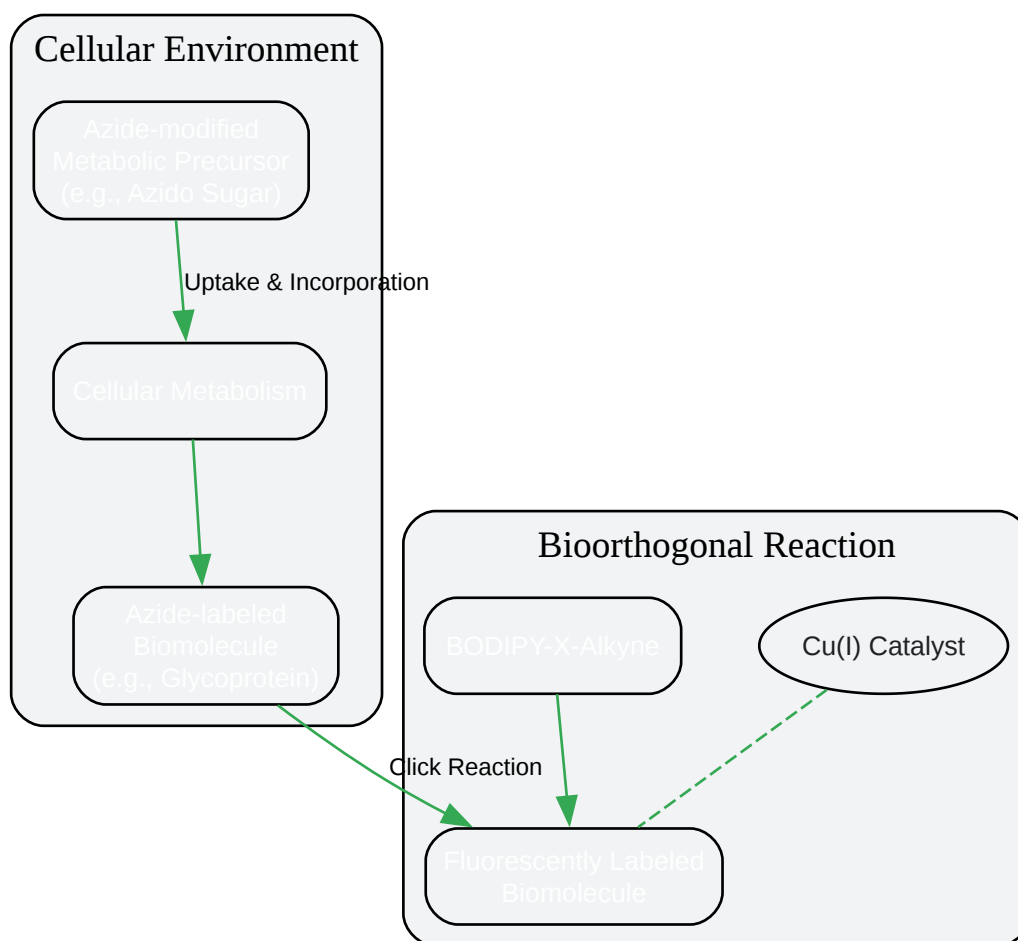 Cellular Environment
Azide-modified
Metabolic Precursor
(e.g., Azido Sugar)
Uptake & Incorporation
Cellular Metabolism
Azide-labeled
Biomolecule
(e.g., Glycoprotein)
Bioorthogonal Reaction
BODIPY-X-Alkyne
Cu(I) Catalyst
Click Reaction
Fluorescently Labeled
Biomolecule